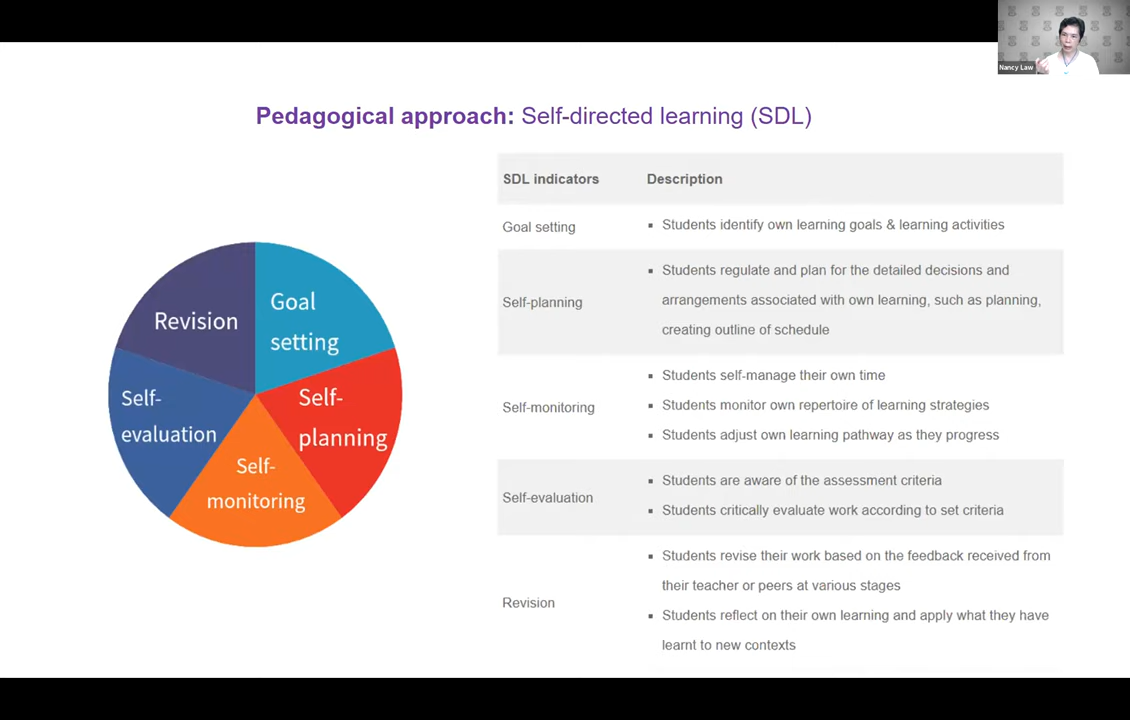 Nancy Law
Pedagogical approach: Self-directed learning (SDL)
Revision
Goal
setting
Self-
evaluation
Self-
planning
Self-
monitoring
SDL indicators
Description
Goal setting
▪ Students identify own learning goals & learning activities
Self-planning
▪ Students regulate and plan for the detailed decisions and
arrangements associated with own learning, such as planning,
creating outline of schedule
Self-monitoring
▪ Students self-manage their own time
▪ Students monitor own repertoire of learning strategies
▪ Students adjust own learning pathway as they progress
Self-evaluation
▪ Students are aware of the assessment criteria
▪ Students critically evaluate work according to set criteria
Revision
▪ Students revise their work based on the feedback received from
their teacher or peers at various stages
▪ Students reflect on their own learning and apply what they have
learnt to new contexts